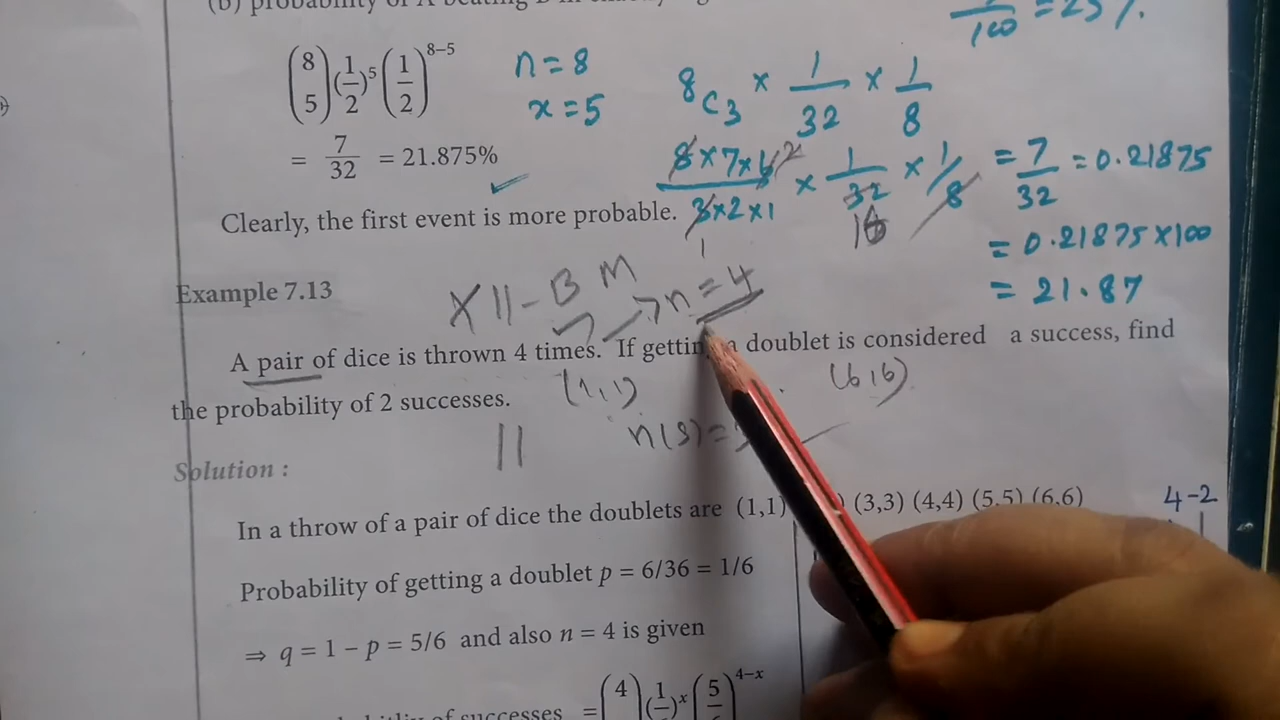 (b) probability of A beating B in exactly
/100 = 25%.
(8 5) (1/2)^5 (1/2)^8–5
n = 8
x = 5
8C3 × 1/32 × 1/8
= 7/32 = 21.875%
8×7×6 2 / 3×2×1 × 1/32 × 1/8 = 7/32 = 0.21875
1
16
Clearly, the first event is more probable.
= 0.21875×100
= 21.87
Example 7.13
XII - B M
n = 4
A pair of dice is thrown 4 times. If getting a doublet is considered a success, find
the probability of 2 successes.
(1,1) (6,6)
n(S) =
Solution :
In a throw of a pair of dice the doublets are (1,1) (3,3) (4,4) (5,5) (6,6)
4-2
Probability of getting a doublet p = 6/36 = 1/6
⇒ q = 1 – p = 5/6 and also n = 4 is given
of successes = (4 (1/ )^x (5/ )^4–x